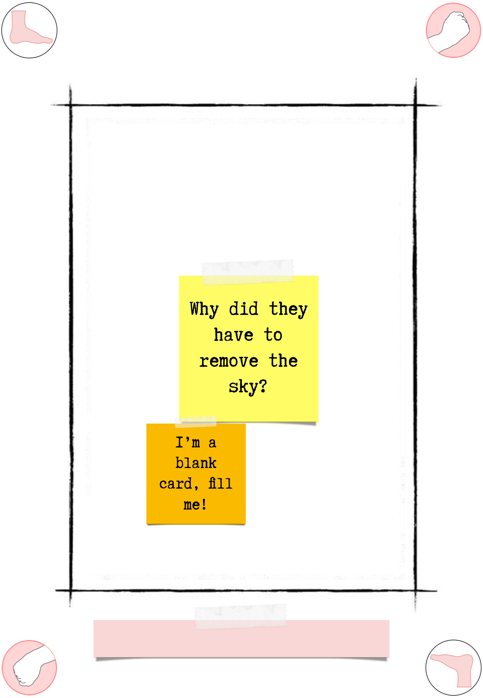 Why did they
have to
remove the
sky?
I'm a
blank
card, fill
me!